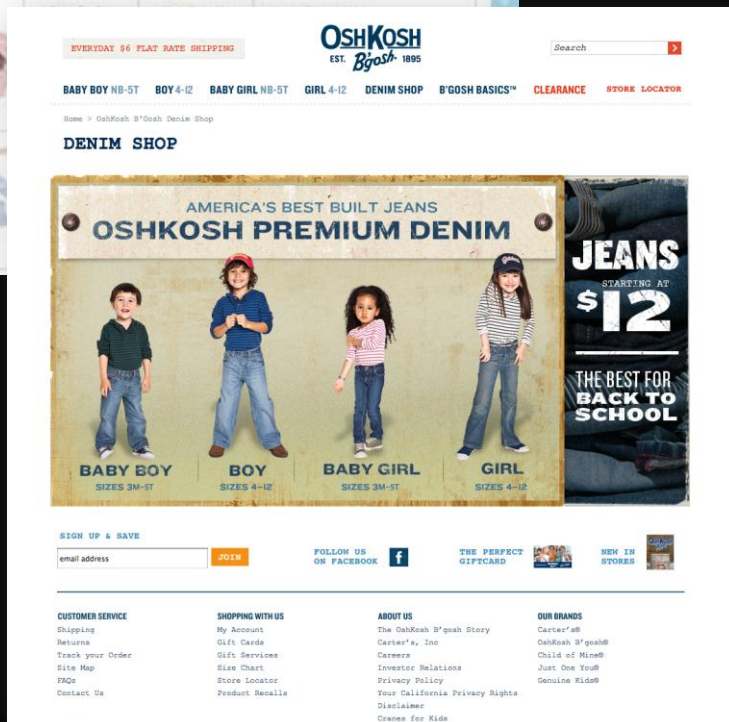 EVERYDAY $6 FLAT RATE SHIPPING
OSHKOSH
EST. B'gosh 1895
Search
BABY BOY NB-5T BOY 4-12 BABY GIRL NB-5T GIRL 4-12 DENIM SHOP B'GOSH BASICS™ CLEARANCE STORE LOCATOR
Home > OshKosh B'Gosh Denim Shop
DENIM SHOP
AMERICA'S BEST BUILT JEANS
OSHKOSH PREMIUM DENIM
JEANS
STARTING AT
$12
THE BEST FOR
BACK TO
SCHOOL
BABY BOY
SIZES 3M-5T
BOY
SIZES 4-12
BABY GIRL
SIZES 3M-5T
GIRL
SIZES 4-12
SIGN UP & SAVE
email address
JOIN
FOLLOW US
ON FACEBOOK
f
THE PERFECT
GIFTCARD
NEW IN
STORES
CUSTOMER SERVICE
Shipping
Returns
Track your Order
Site Map
FAQs
Contact Us
SHOPPING WITH US
My Account
Gift Cards
Gift Services
Size Chart
Store Locator
Product Recalls
ABOUT US
The OshKosh B'gosh Story
Carter's, Inc
Careers
Investor Relations
Privacy Policy
Your California Privacy Rights
Disclaimer
Cranes for Kids
OUR BRANDS
Carter's®
OshKosh B'gosh®
Child of Mine®
Just One You®
Genuine Kids®